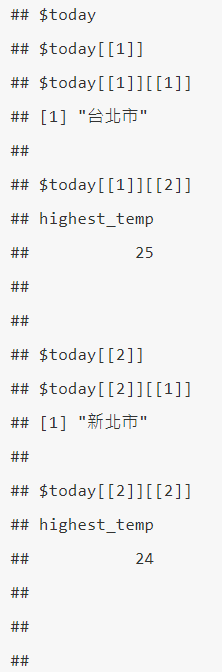 ## $today
## $today[[1]]
## $today[[1]][[1]]
## [1] "台北市"
##
## $today[[1]][[2]]
## highest_temp
##           25
##
##
## $today[[2]]
## $today[[2]][[1]]
## [1] "新北市"
##
## $today[[2]][[2]]
## highest_temp
##           24
##
##
##